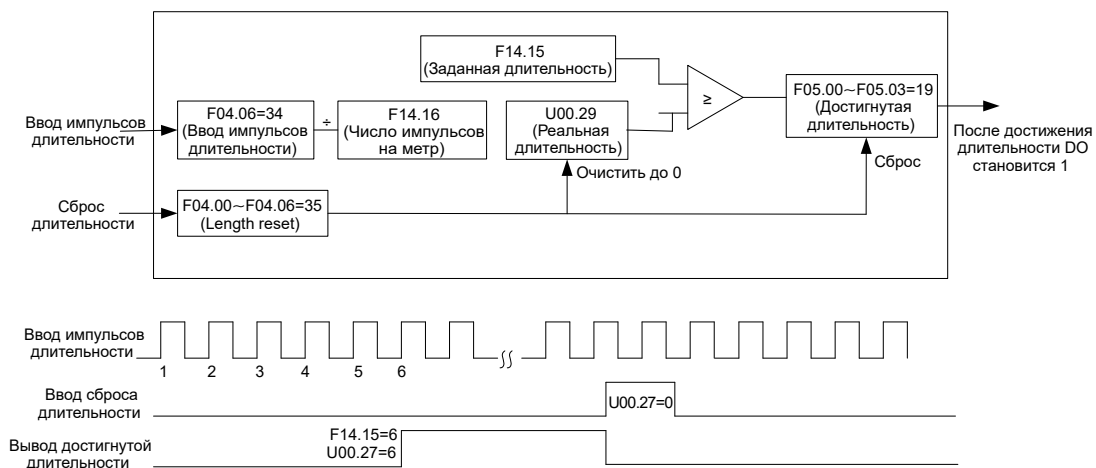 F14.15
(Заданная длительность)
≥
F05.00~F05.03=19
(Достигнутая
длительность)
Ввод импульсов
длительности
F04.06=34
(Ввод импульсов
длительности)
÷
F14.16
(Число импульсов
на метр)
U00.29
(Реальная
длительность)
После достижения
длительности DO
становится 1
Очистить до 0
Сброс
Сброс
длительности
F04.00~F04.06=35
(Length reset)
Ввод импульсов
длительности
1 2 3 4 5 6
Ввод сброса
длительности
U00.27=0
Вывод достигнутой
длительности
F14.15=6
U00.27=6